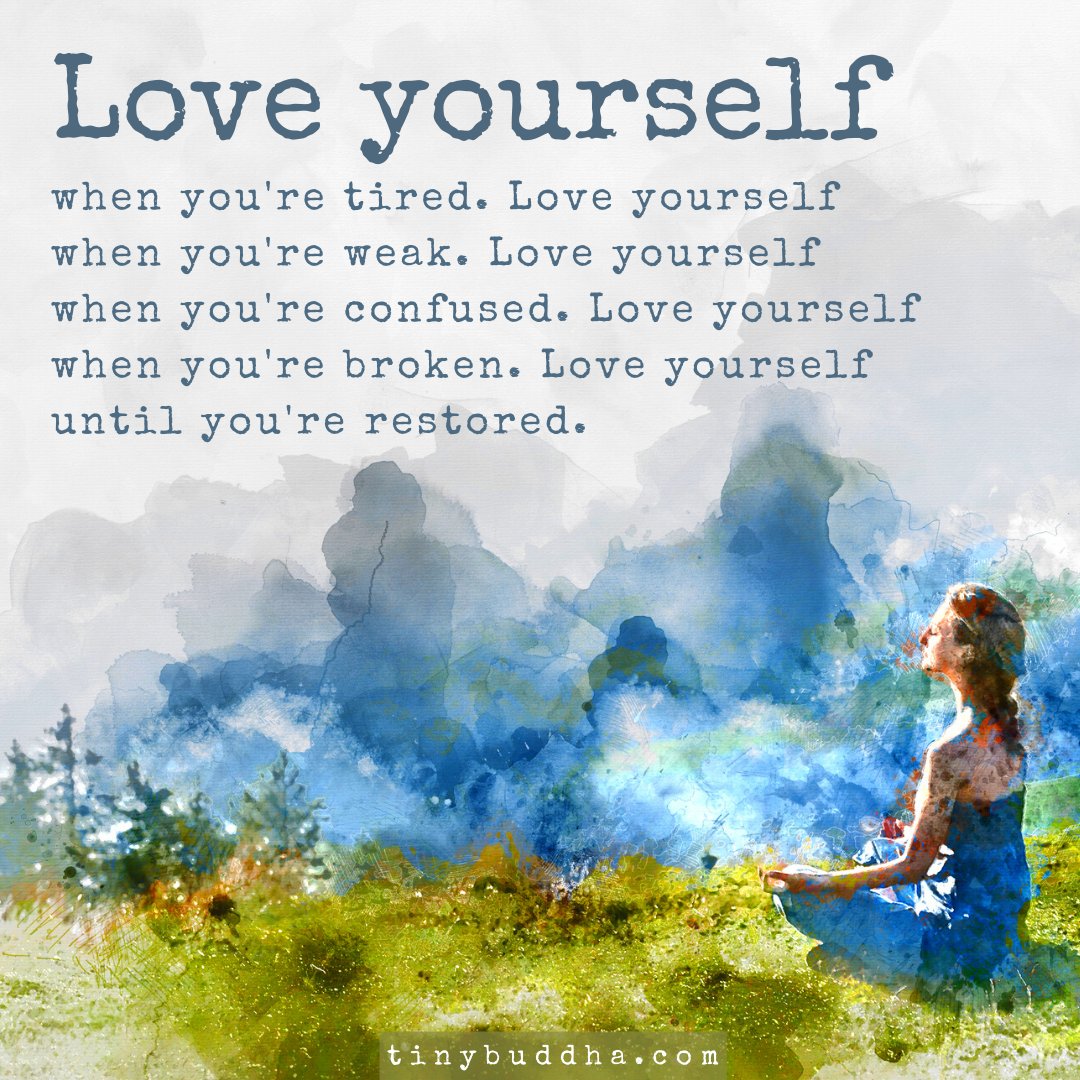 Love yourself
when you're tired. Love yourself
when you're weak. Love yourself
when you're confused. Love yourself
when you're broken. Love yourself
until you're restored.
tinybuddha.com